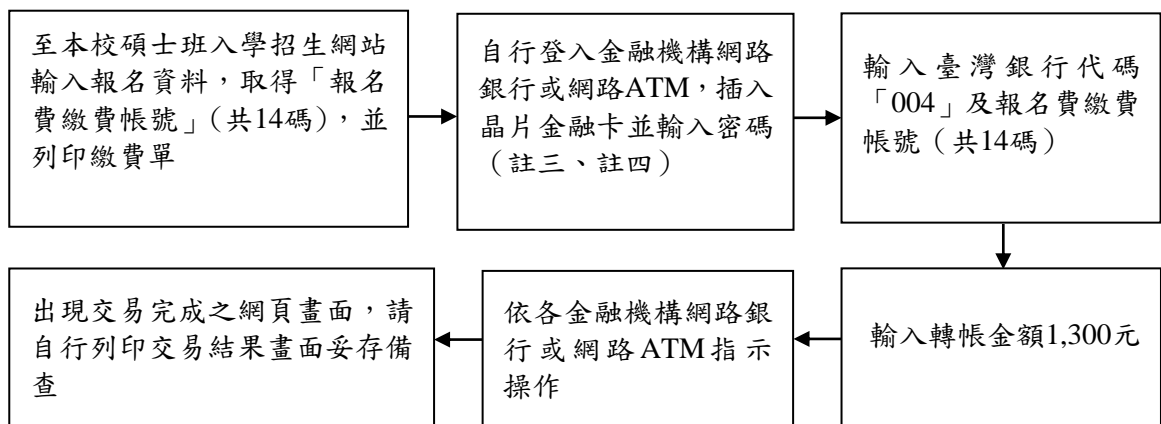 至本校碩士班入學招生網站
輸入報名資料，取得「報名
費繳費帳號」（共14碼），並
列印繳費單
自行登入金融機構網路
銀行或網路ATM，插入
晶片金融卡並輸入密碼
（註三、註四）
輸入臺灣銀行代碼
「004」及報名費繳費
帳號（共14碼）
輸入轉帳金額1,300元
依各金融機構網路銀
行或網路ATM指示
操作
出現交易完成之網頁畫面，請
自行列印交易結果畫面妥存備
查